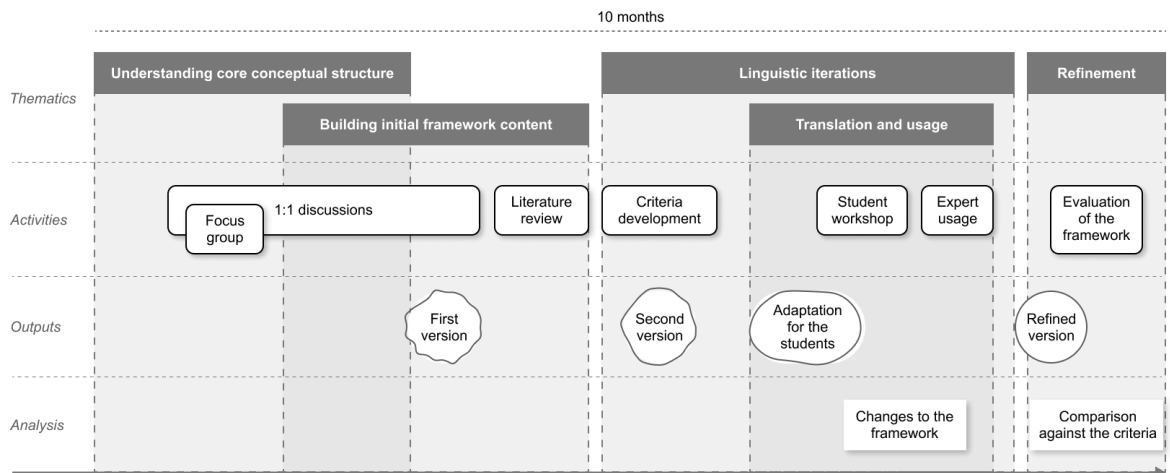 10 months
Understanding core conceptual structure
Linguistic iterations
Refinement
Thematics
Building initial framework content
Translation and usage
Activities
1:1 discussions
Focus
group
Literature
review
Criteria
development
Student
workshop
Expert
usage
Evaluation
of the
framework
Outputs
First
version
Second
version
Adaptation
for the
students
Refined
version
Analysis
Changes to the
framework
Comparison
against the criteria